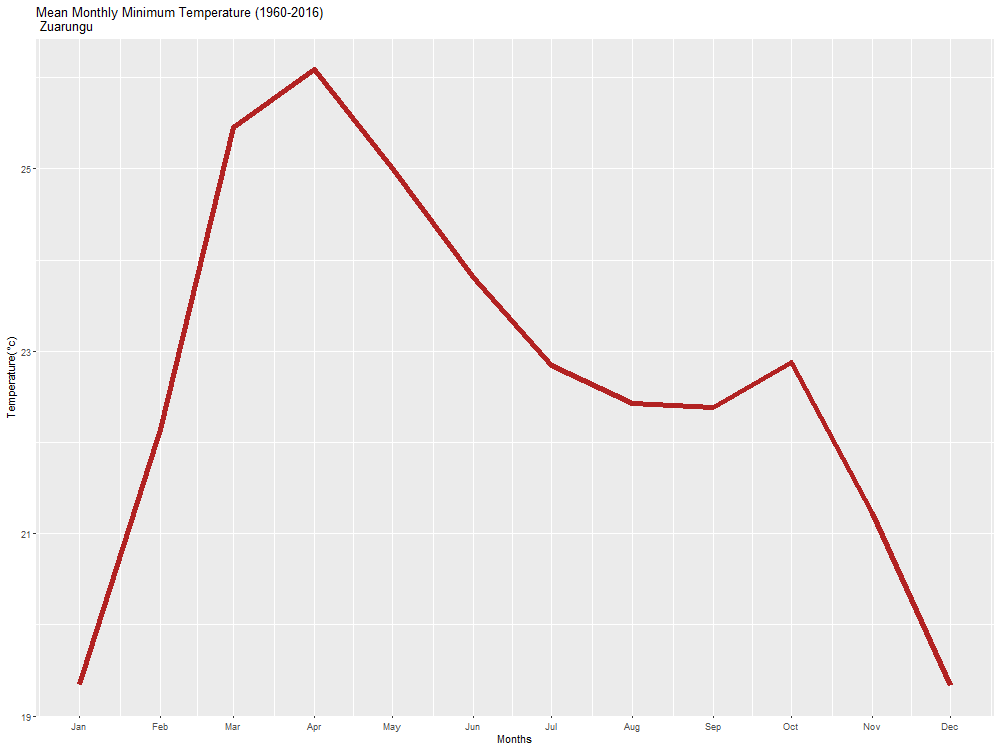 Mean Monthly Minimum Temperature (1960-2016)
Zuarungu
Temperature(°c)
25
23
21
19
Jan Feb Mar Apr May Jun Jul Aug Sep Oct Nov Dec
Months